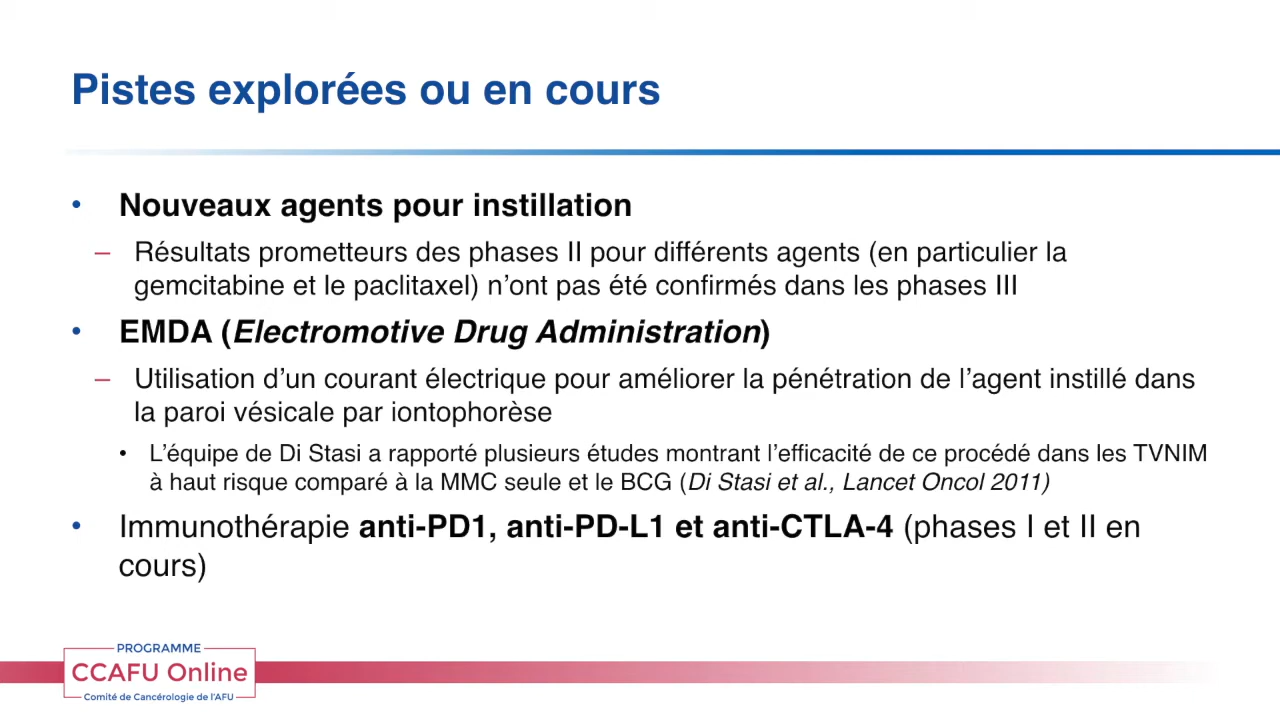 Pistes explorées ou en cours
• Nouveaux agents pour instillation
– Résultats prometteurs des phases II pour différents agents (en particulier la
gemcitabine et le paclitaxel) n’ont pas été confirmés dans les phases III
• EMDA (Electromotive Drug Administration)
– Utilisation d’un courant électrique pour améliorer la pénétration de l’agent instillé dans
la paroi vésicale par iontophorèse
• L’équipe de Di Stasi a rapporté plusieurs études montrant l’efficacité de ce procédé dans les TVNIM
à haut risque comparé à la MMC seule et le BCG (Di Stasi et al., Lancet Oncol 2011)
• Immunothérapie anti-PD1, anti-PD-L1 et anti-CTLA-4 (phases I et II en
cours)
PROGRAMME
CCAFU Online
Comité de Cancérologie de l'AFU